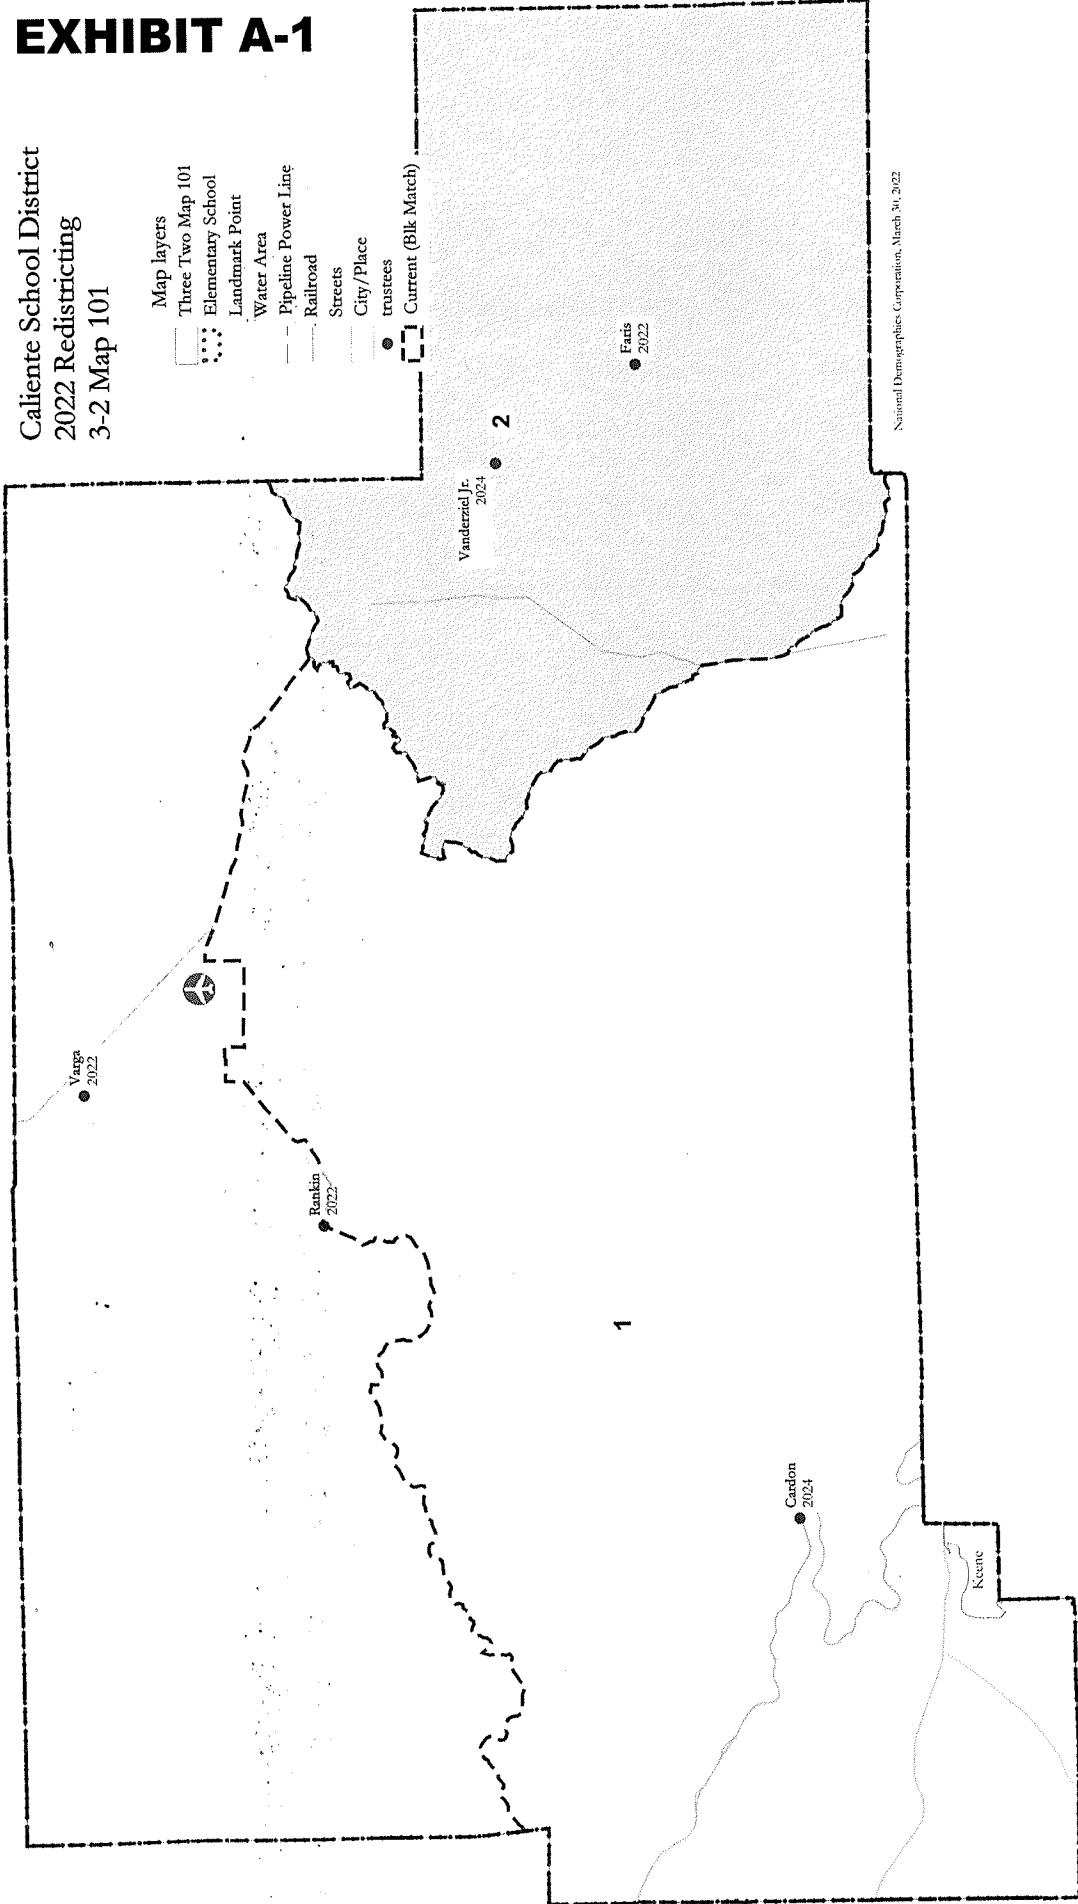 EXHIBIT A-1
Caliente School District
2022 Redistricting
3-2 Map 101
Map layers
Three Two Map 101
Elementary School
Landmark Point
Water Area
Pipeline Power Line
Railroad
Streets
City/Place
trustees
Current (Blk Match)
Varga
2022
Rankin
2022
Vanderziel Jr.
2024
2
Faris
2022
1
Cardon
2024
Keene
National Demographics Corporation, March 30, 2022